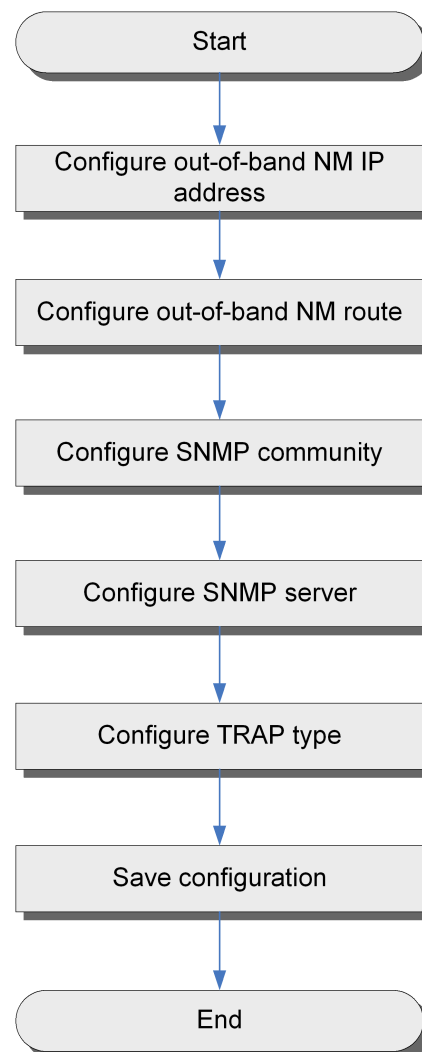 Start
Configure out-of-band NM IP
address
Configure out-of-band NM route
Configure SNMP community
Configure SNMP server
Configure TRAP type
Save configuration
End